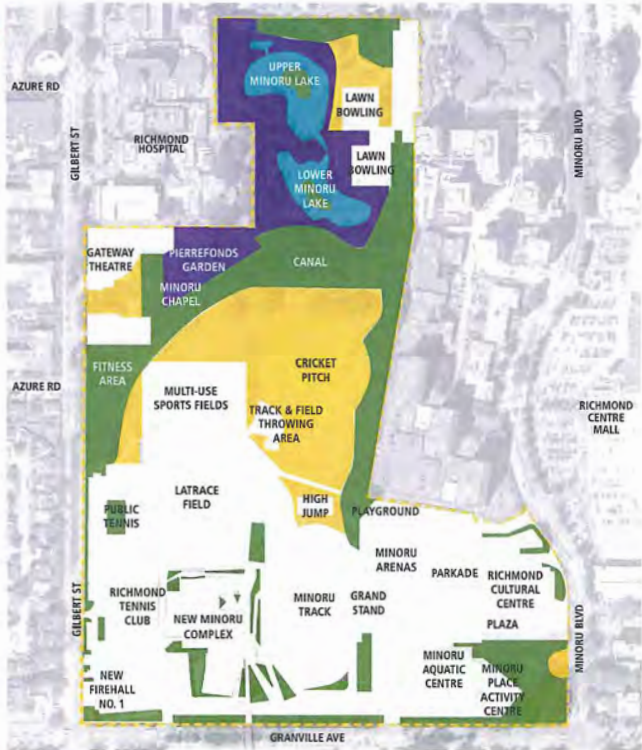 UPPER
MINORU LAKE
AZURE RD
LAWN
BOWLING
GILBERT ST
RICHMOND
HOSPITAL
MINORU BLVD
LAWN
BOWLING
LOWER
MINORU
LAKE
GATEWAY
THEATRE
PIERREFONDS
GARDEN
CANAL
MINORU
CHAPEL
FITNESS
AREA
CRICKET
PITCH
AZURE RD
MULTI-USE
SPORTS FIELDS
RICHMOND
CENTRE
MALL
TRACK & FIELD
THROWING
AREA
LATRACE
FIELD
HIGH
JUMP
PUBLIC
TENNIS
PLAYGROUND
MINORU
ARENAS
PARKADE
RICHMOND
CULTURAL
CENTRE
GILBERT ST
RICHMOND
TENNIS
CLUB
NEW MINORU
COMPLEX
MINORU
TRACK
GRAND
STAND
PLAZA
MINORU BLVD
MINORU
AQUATIC
CENTRE
MINORU
PLACE
ACTIVITY
CENTRE
NEW
FIREHALL
NO. 1
GRANVILLE AVE